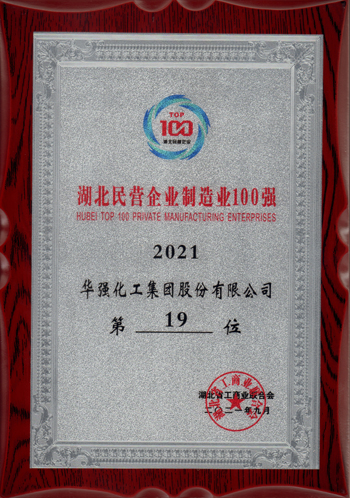 TOP
100
湖北民营企业制造业100强
HUBEI TOP 100 PRIVATE MANUFACTURING ENTERPRISES
2021
华强化工集团股份有限公司
第 19 位
湖北省工商业联合会
二〇二一年九月